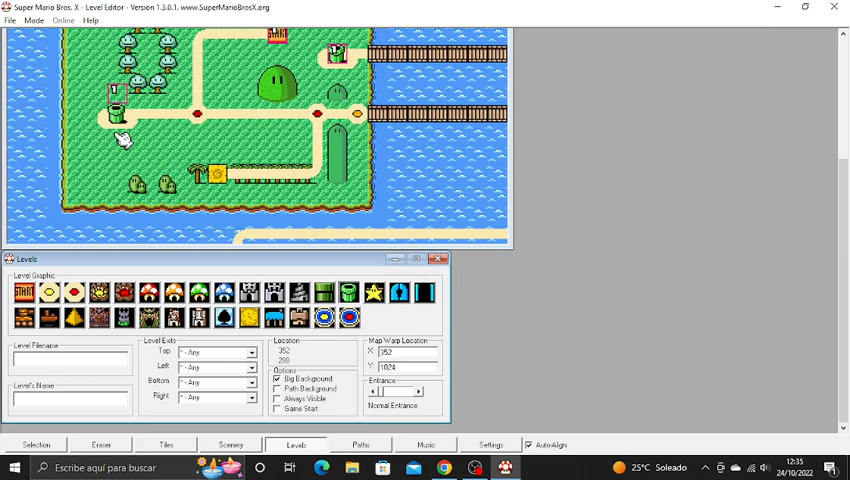 Super Mario Bros. X - Level Editor - Version 1.3.0.1. www.SuperMarioBrosX.org
File Mode Online Help
START
Levels
Level Graphic
START
Level Filename
Level's Name
Level Exits
Top * - Any
Left * - Any
Bottom * - Any
Right * - Any
Location
352
288
Options
Big Background
Path Background
Always Visible
Game Start
Map Warp Location
X: 352
Y: 1024
Entrance
Normal Entrance
Selection Eraser Tiles Scenery Levels Paths Music Settings Auto-Align
Escribe aquí para buscar
25°C Soleado
12:35
24/10/2022